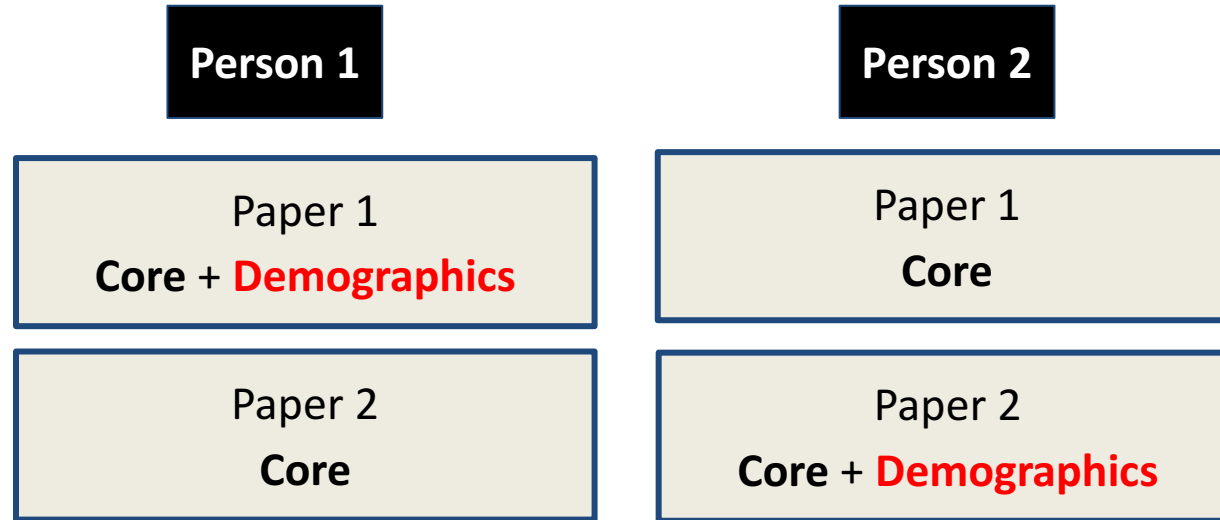 Person 1
Paper 1
Core + Demographics
Paper 2
Core
Person 2
Paper 1
Core
Paper 2
Core + Demographics